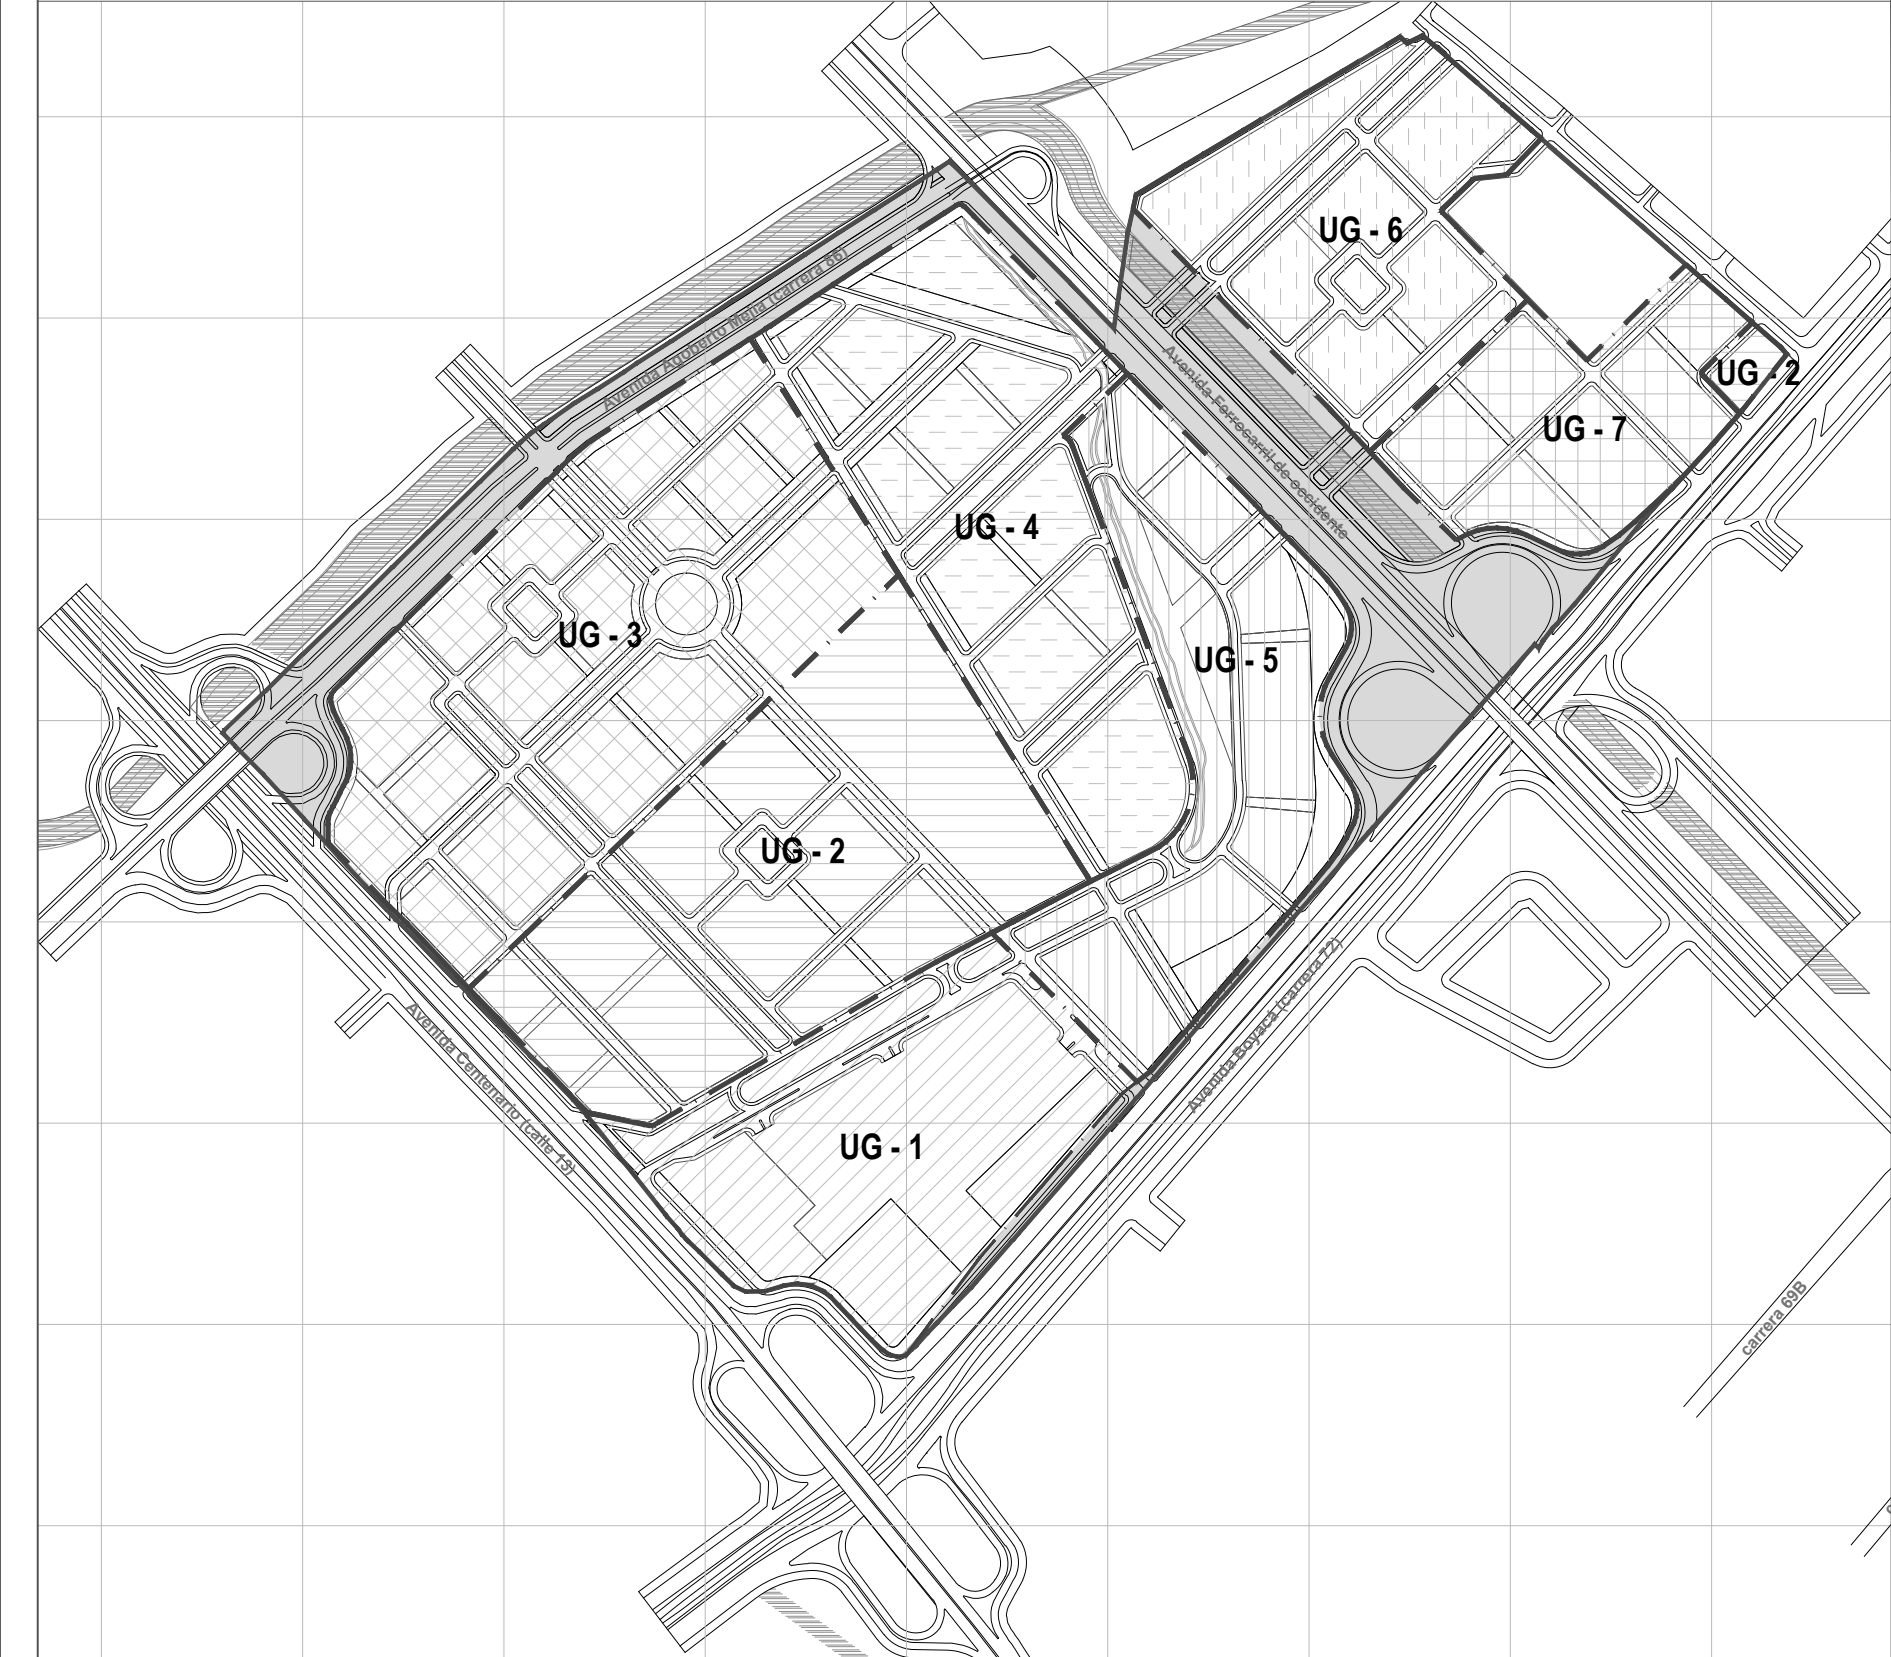 UG - 6
Avenida Agoberto Mejía (Carrera 86)
UG - 2
Avenida Ferrocarril de occidente
UG - 7
UG - 4
UG - 3
UG - 5
UG - 2
Avenida Boyacá (carrera 72)
Avenida Centenario (calle 13)
UG - 1
carrera 69B